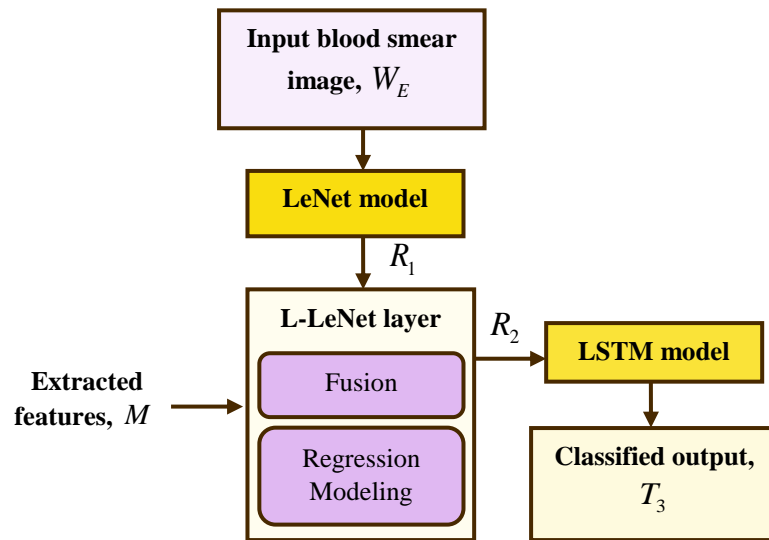 Input blood smear
image, W_E
LeNet model
R_1
L-LeNet layer
R_2
LSTM model
Fusion
Extracted
features, M
Regression
Modeling
Classified output,
T_3